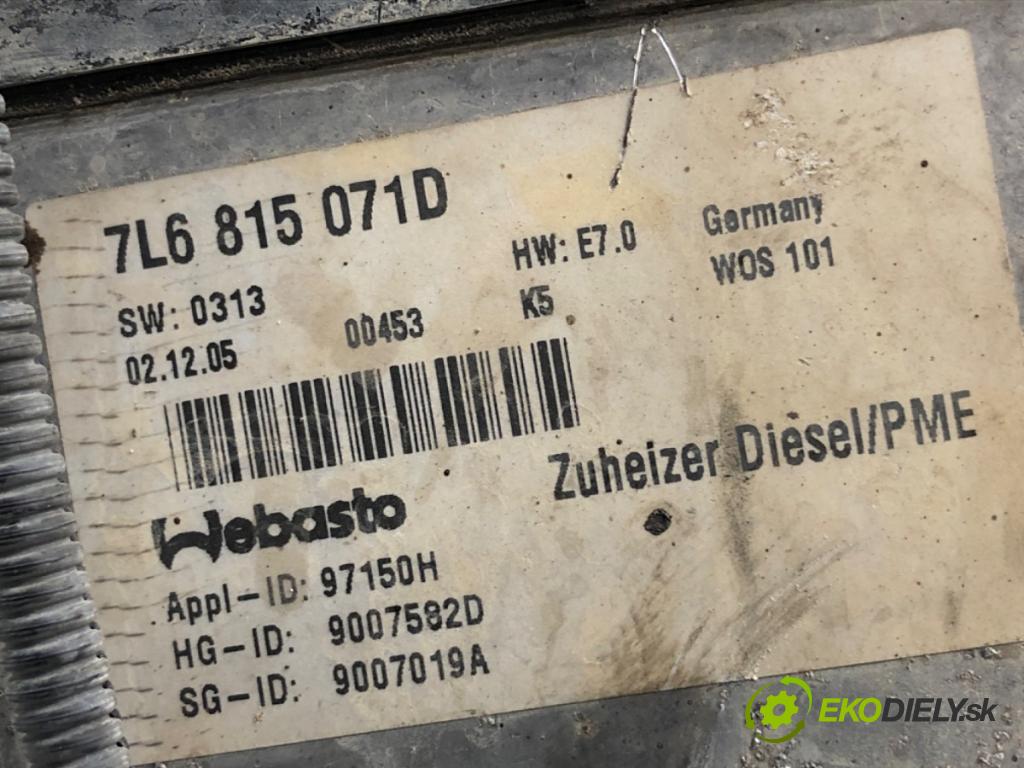 7L6 815 071D
SW: 0313
HW: E7.0
Germany
02.12.05
00453
K5
WOS 101
Webasto
Zuheizer Diesel/PME
Appl-ID: 97150H
HG-ID: 9007582D
SG-ID: 9007019A
EKODIELY.sk